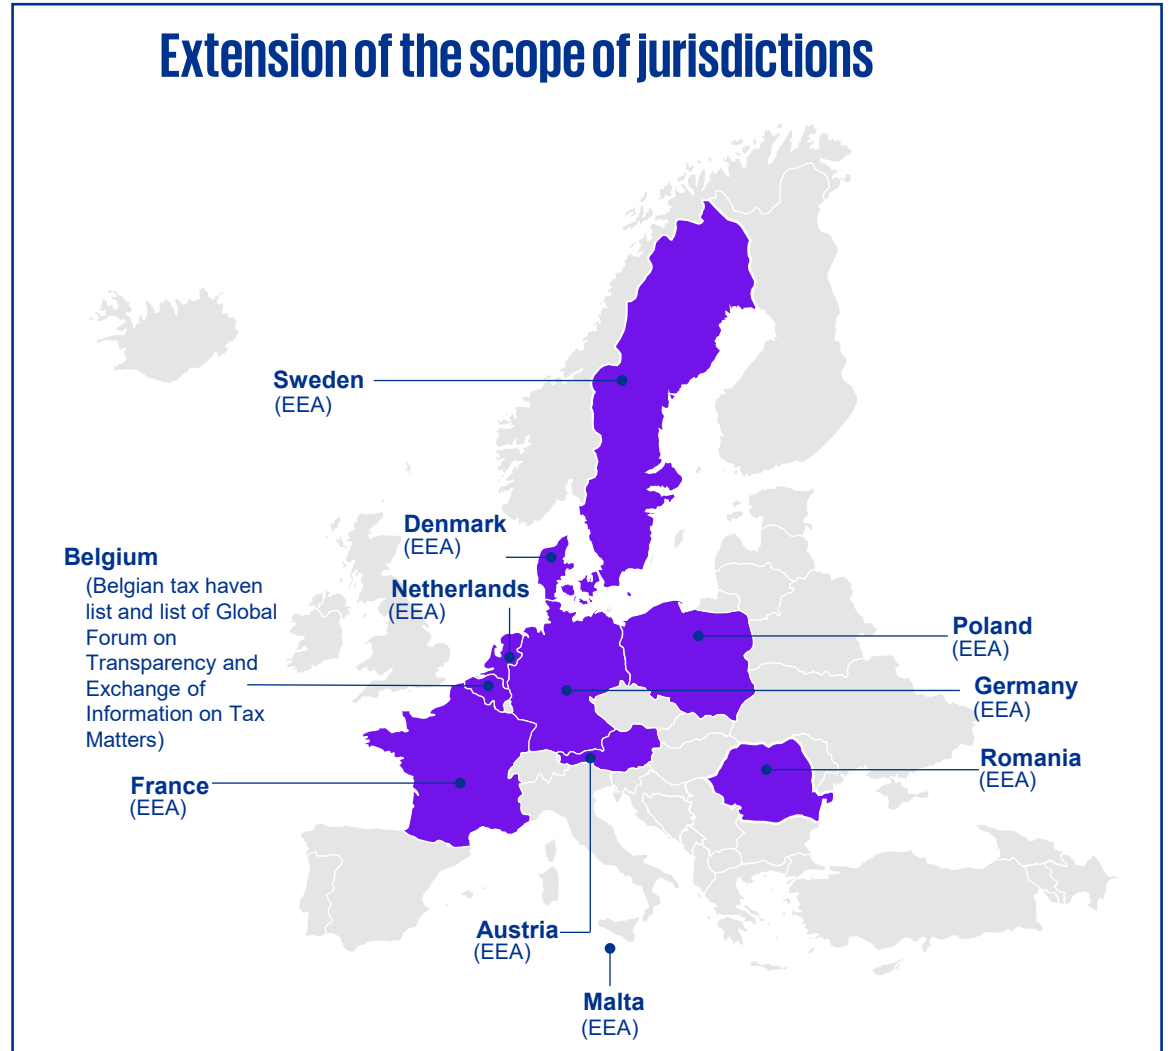 Extension of the scope of jurisdictions
Sweden
(EEA)
Denmark
(EEA)
Belgium
(Belgian tax haven
list and list of Global
Forum on
Transparency and
Exchange of
Information on Tax
Matters)
Netherlands
(EEA)
Poland
(EEA)
Germany
(EEA)
Romania
(EEA)
France
(EEA)
Austria
(EEA)
Malta
(EEA)